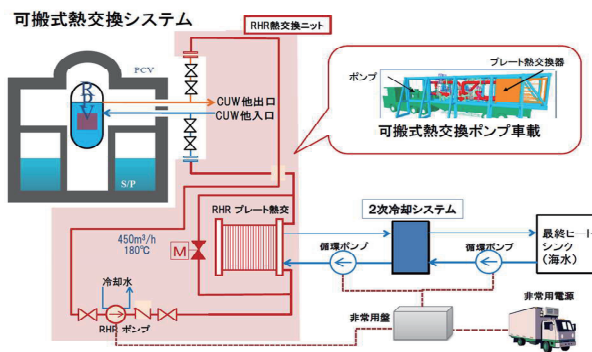 可搬式熱交換システム
RHR熱交換ニット
PCV
RPV
CUW他出口
CUW他入口
S/P
ポンプ
プレート熱交換器
可搬式熱交換ポンプ車載
RHR プレート熱交
450m³/h
180℃
M
2次冷却システム
循環ポンプ
循環ポンプ
最終ヒート
シンク
(海水)
冷却水
RHR ポンプ
非常用盤
非常用電源